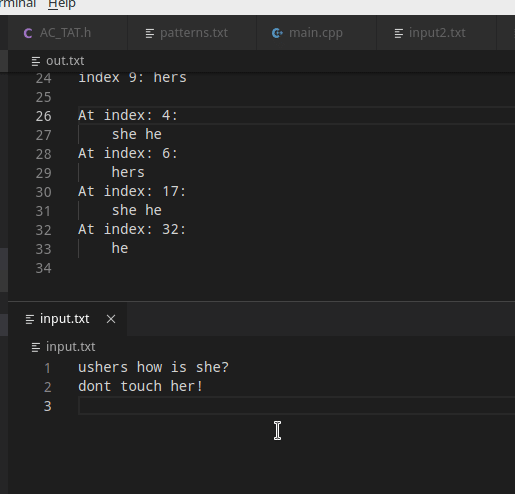 rminal Help
AC_TAT.h patterns.txt main.cpp input2.txt
out.txt
24 index 9: hers
25
26 At index: 4:
27 she he
28 At index: 6:
29 hers
30 At index: 17:
31 she he
32 At index: 32:
33 he
34
input.txt
input.txt
1 ushers how is she?
2 dont touch her!
3